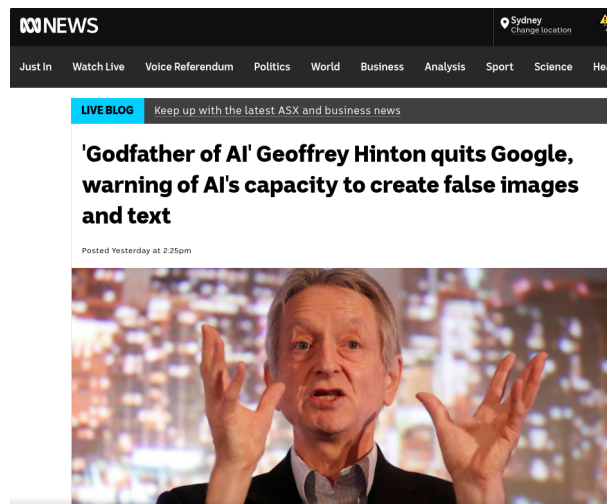 NEWS
Sydney
Change location
Just In Watch Live Voice Referendum Politics World Business Analysis Sport Science
LIVE BLOG Keep up with the latest ASX and business news
'Godfather of AI' Geoffrey Hinton quits Google,
warning of AI's capacity to create false images
and text
Posted Yesterday at 2:25pm